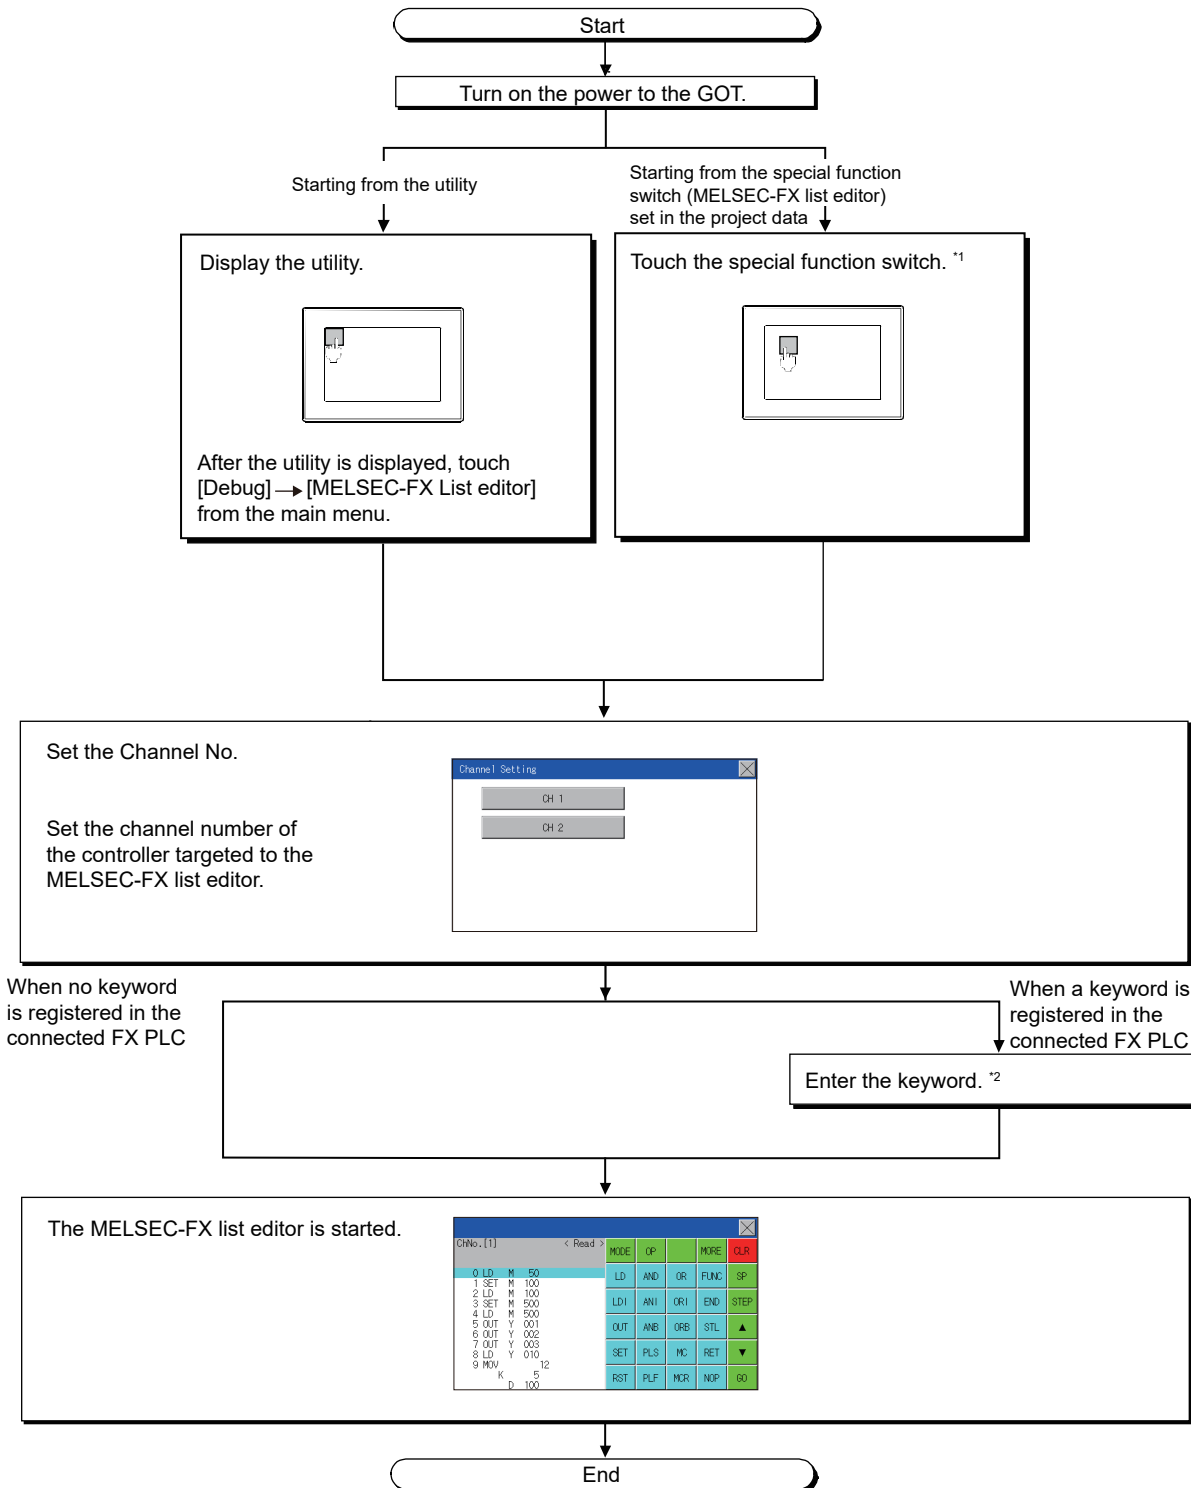 Start
Turn on the power to the GOT.
Starting from the utility
Starting from the special function
switch (MELSEC-FX list editor)
set in the project data
Display the utility.
After the utility is displayed, touch
[Debug] → [MELSEC-FX List editor]
from the main menu.
Touch the special function switch. *1
Set the Channel No.
Set the channel number of
the controller targeted to the
MELSEC-FX list editor.
Channel Setting
CH 1
CH 2
When no keyword
is registered in the
connected FX PLC
When a keyword is
registered in the
connected FX PLC
Enter the keyword. *2
The MELSEC-FX list editor is started.
ChNo.[1] < Read >
0 LD M 50
1 SET M 100
2 LD M 100
3 SET M 500
4 LD M 500
5 OUT Y 001
6 OUT Y 002
7 OUT Y 003
8 LD Y 010
9 MOV 12
K 5
D 100
MODE OP MORE CLR
LD AND OR FUNC SP
LDI ANI ORI END STEP
OUT ANB ORB STL ▲
SET PLS MC RET ▼
RST PLF MCR NOP GO
End